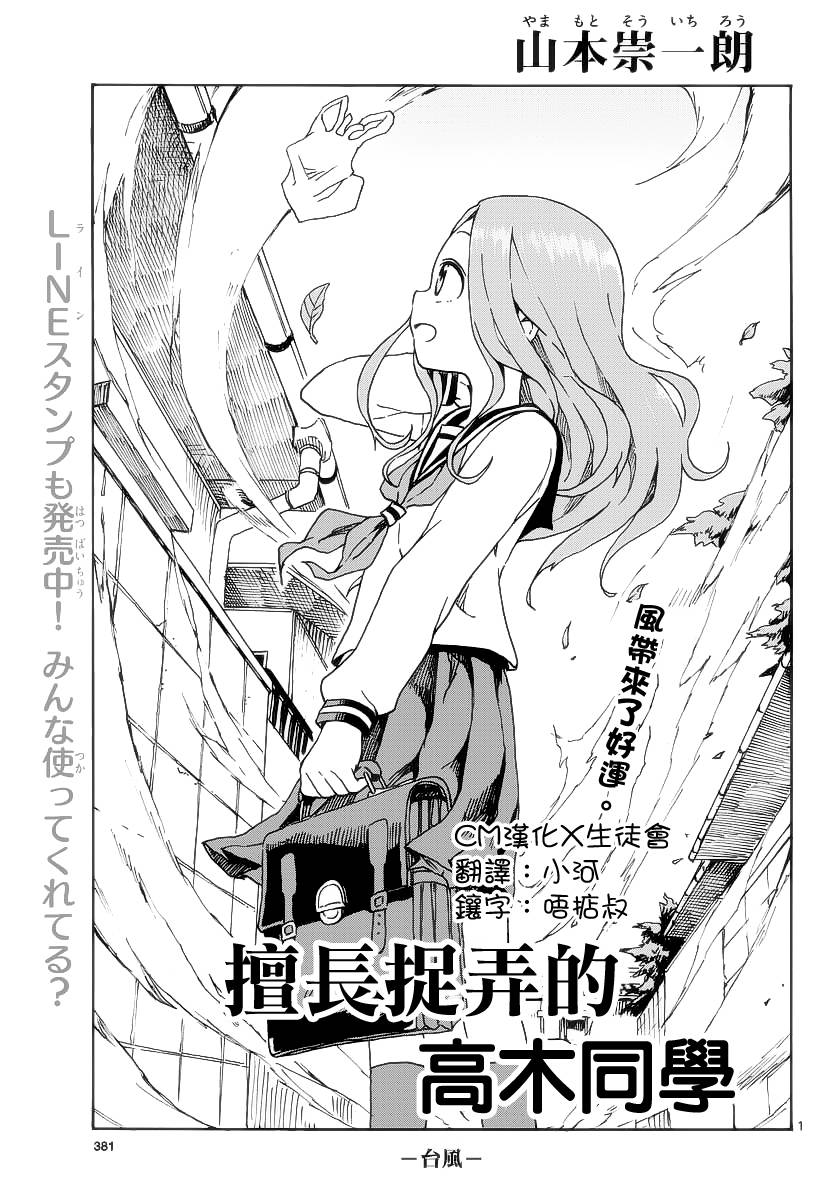 やま もと そう いち ろう
山本崇一朗
ライン
LINEスタンプも発売中！ みんな使ってくれてる？
はつ ばい ちゅう
つか
風帶來了好運。
CM漢化X生徒會
翻譯：小河
鑲字：唔掂叔
擅長捉弄的
高木同學
1
381
－台風－